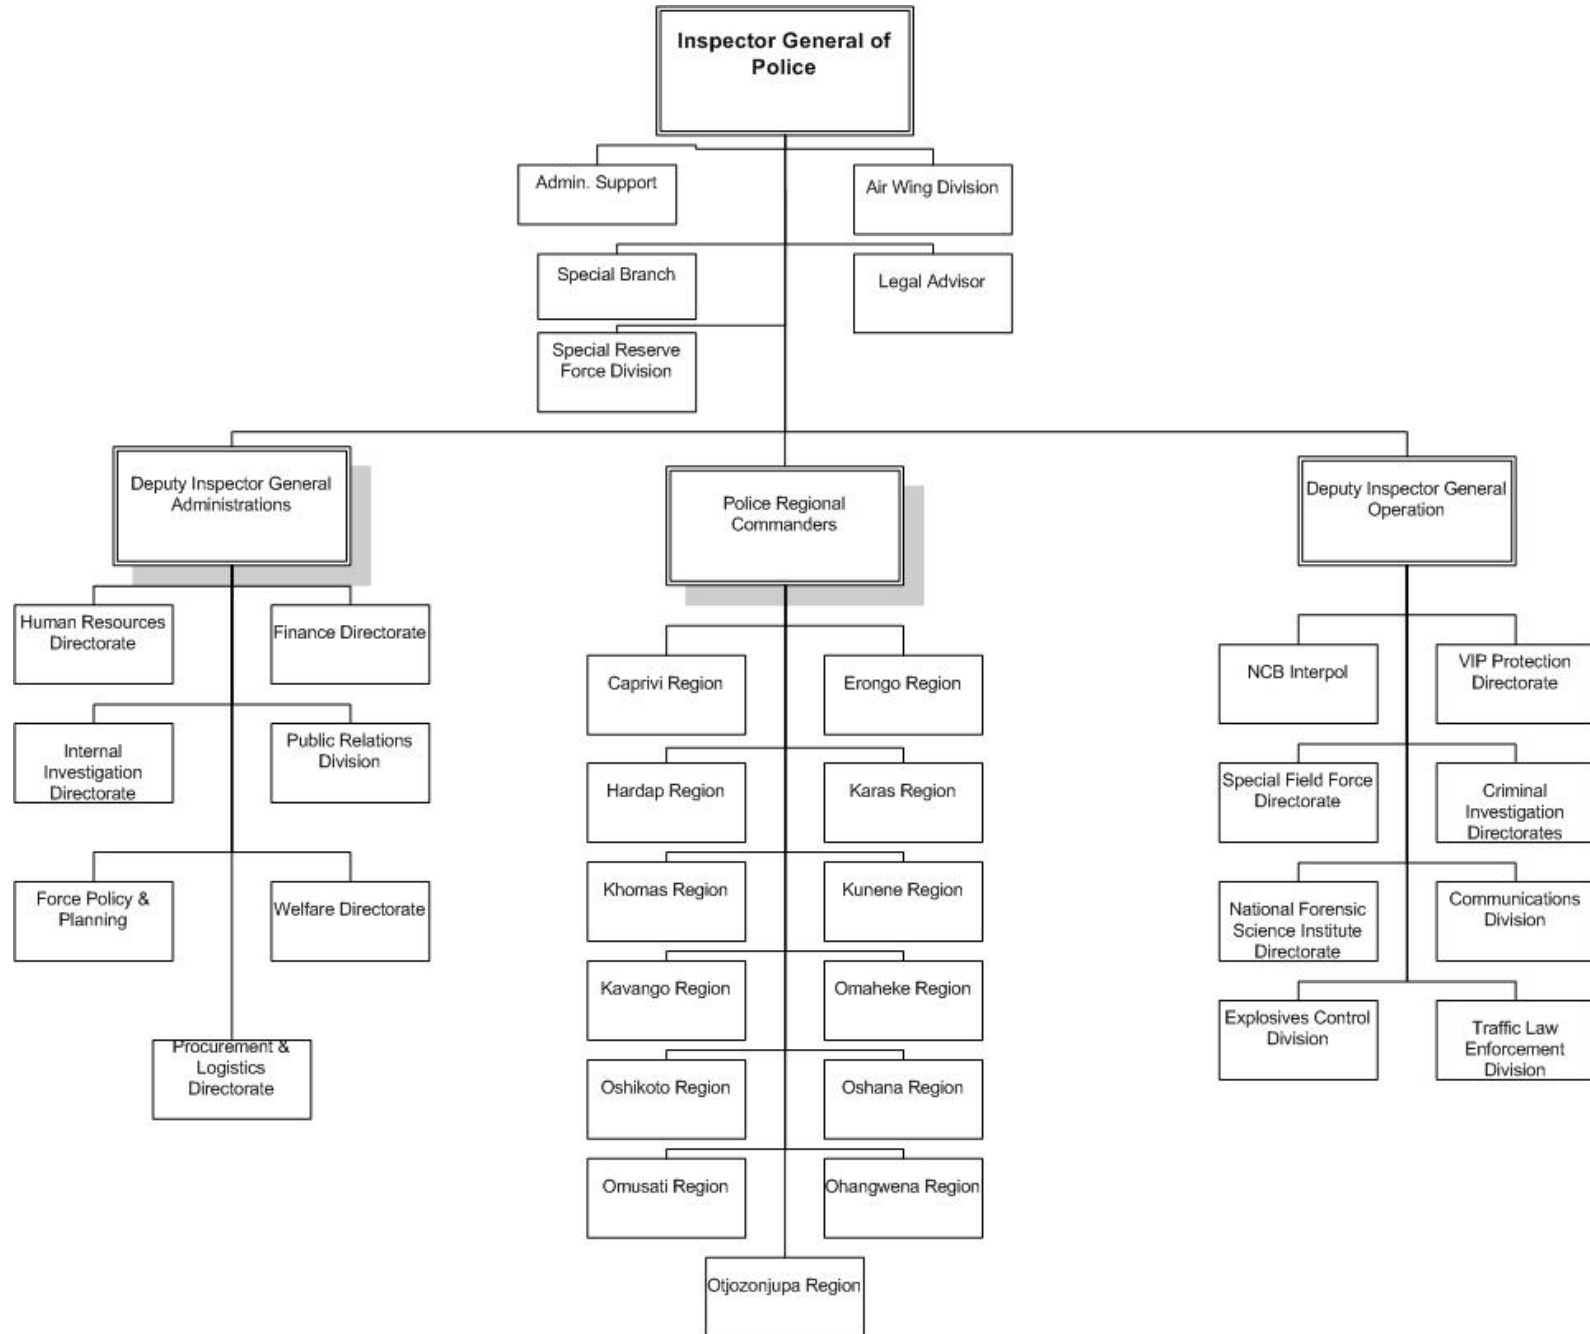 Inspector General of
Police
Admin. Support
Air Wing Division
Special Branch
Legal Advisor
Special Reserve
Force Division
Deputy Inspector General
Administrations
Police Regional
Commanders
Deputy Inspector General
Operation
Human Resources
Directorate
Finance Directorate
Internal
Investigation
Directorate
Public Relations
Division
Force Policy &
Planning
Welfare Directorate
Procurement &
Logistics
Directorate
Caprivi Region
Erongo Region
Hardap Region
Karas Region
Khomas Region
Kunene Region
Kavango Region
Omaheke Region
Oshikoto Region
Oshana Region
Omusati Region
Ohangwena Region
Otjozonjupa Region
NCB Interpol
VIP Protection
Directorate
Special Field Force
Directorate
Criminal
Investigation
Directorates
National Forensic
Science Institute
Directorate
Communications
Division
Explosives Control
Division
Traffic Law
Enforcement
Division